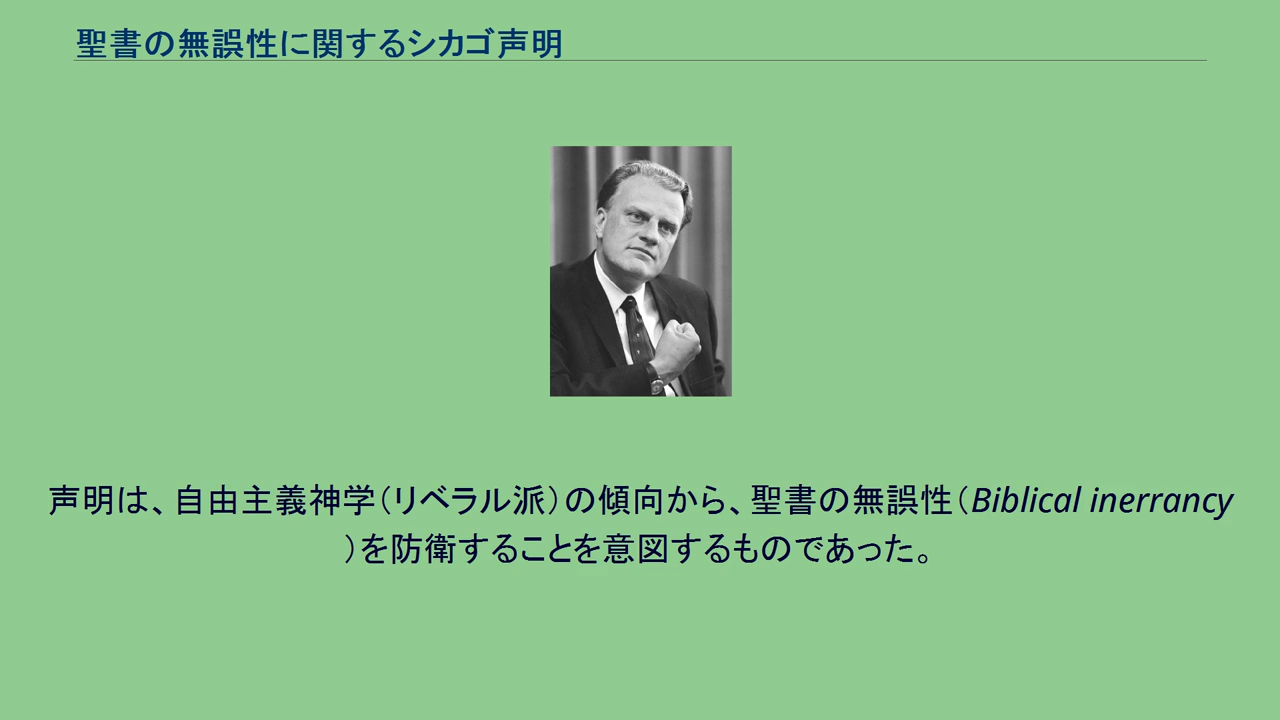 聖書の無誤性に関するシカゴ声明
声明は、自由主義神学（リベラル派）の傾向から、聖書の無誤性（Biblical inerrancy
）を防衛することを意図するものであった。